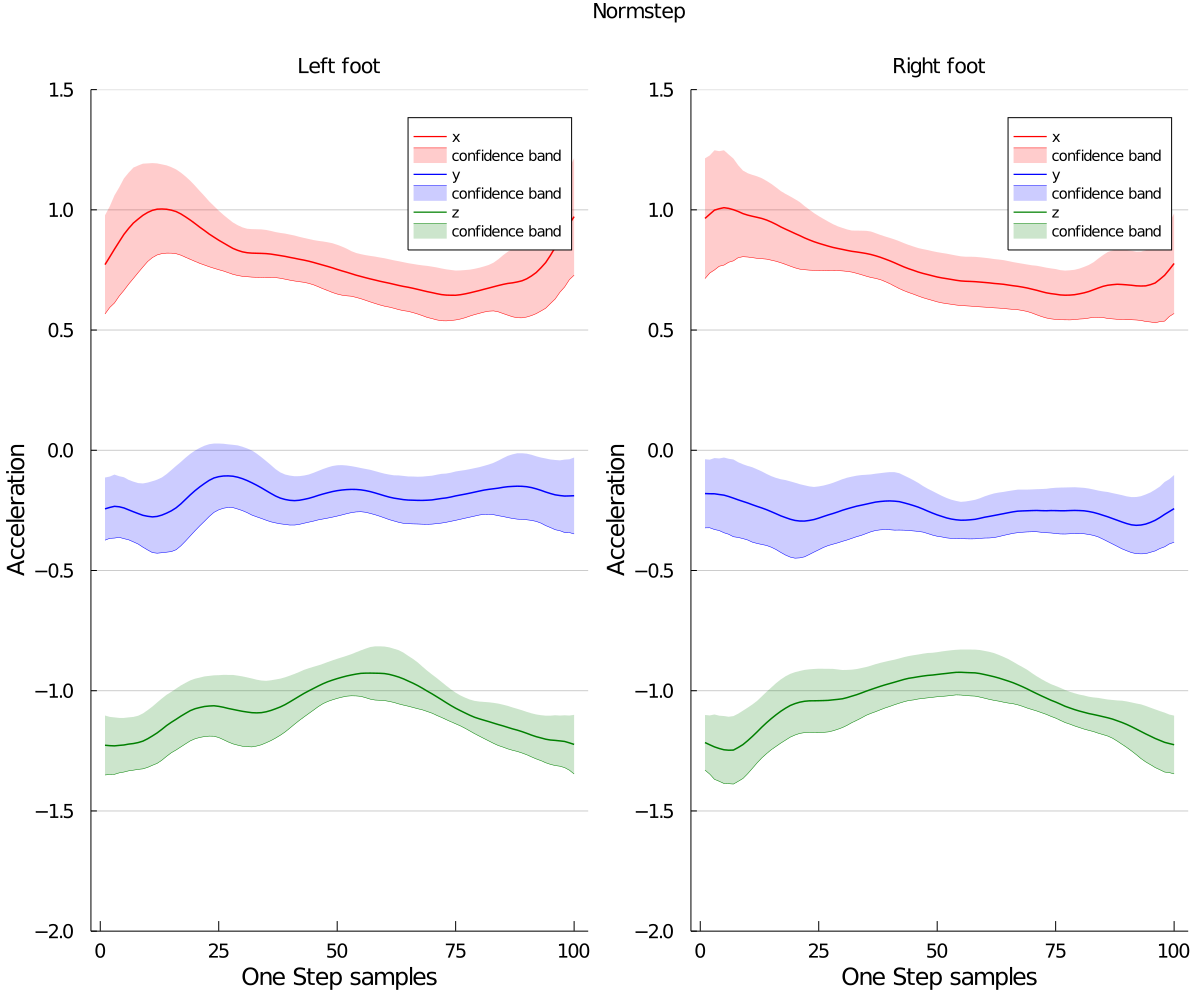 Normstep
Left foot
1.5
1.0
0.5
0.0
−0.5
−1.0
−1.5
−2.0
Acceleration
x
confidence band
y
confidence band
z
confidence band
0 25 50 75 100
One Step samples
Right foot
1.5
1.0
0.5
0.0
−0.5
−1.0
−1.5
−2.0
Acceleration
x
confidence band
y
confidence band
z
confidence band
0 25 50 75 100
One Step samples